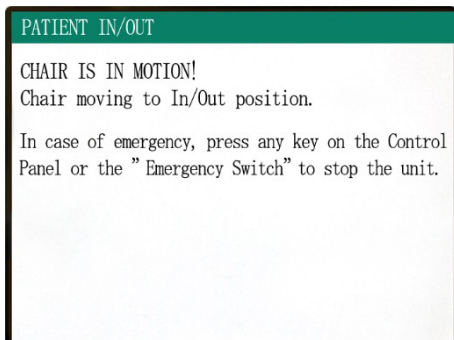 PATIENT IN/OUT
CHAIR IS IN MOTION!
Chair moving to In/Out position.
In case of emergency, press any key on the Control
Panel or the ” Emergency Switch” to stop the unit.